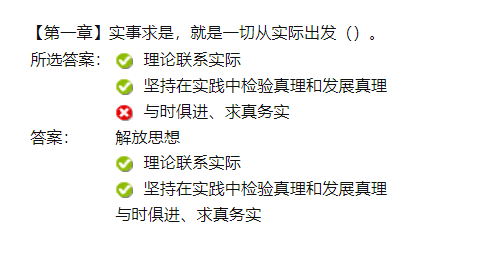 【第一章】实事求是，就是一切从实际出发（）。
所选答案： 理论联系实际
坚持在实践中检验真理和发展真理
与时俱进、求真务实
答案： 解放思想
理论联系实际
坚持在实践中检验真理和发展真理
与时俱进、求真务实